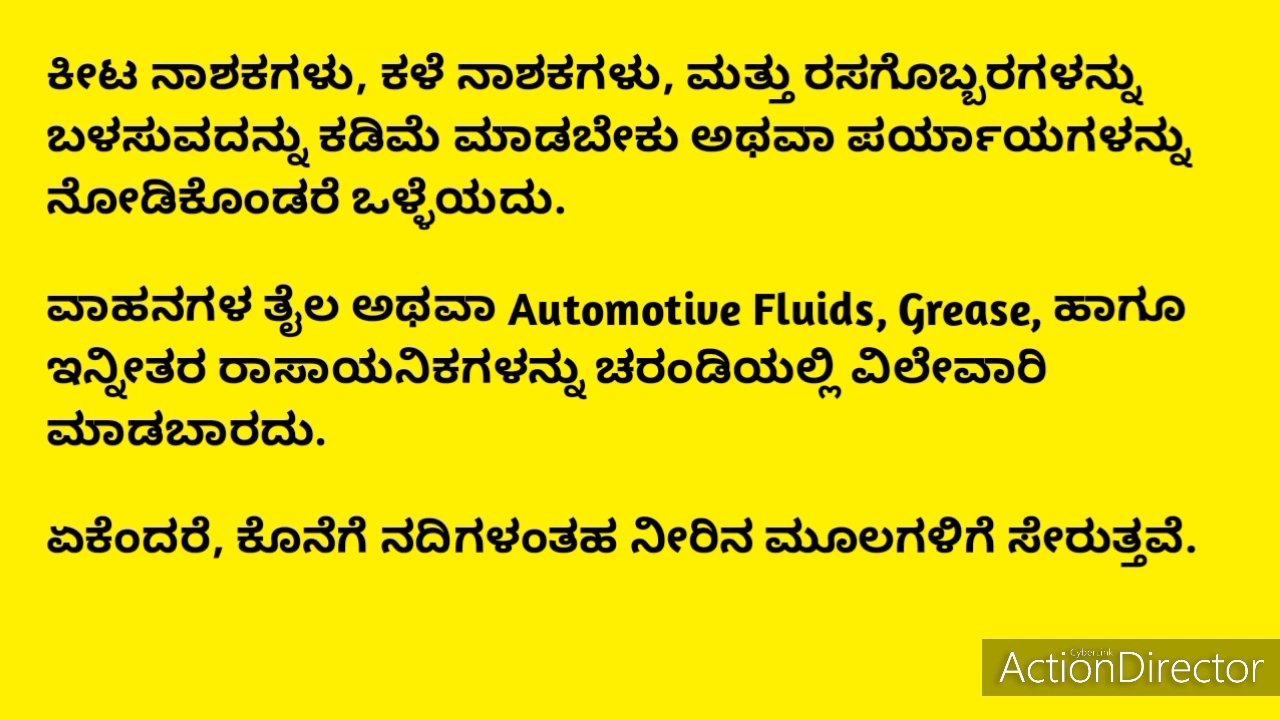 ಕೀಟ ನಾಶಕಗಳು, ಕಳೆ ನಾಶಕಗಳು, ಮತ್ತು ರಸಗೊಬ್ಬರಗಳನ್ನು
ಬಳಸುವದನ್ನು ಕಡಿಮೆ ಮಾಡಬೇಕು ಅಥವಾ ಪರ್ಯಾಯಗಳನ್ನು
ನೋಡಿಕೊಂಡರೆ ಒಳ್ಳೆಯದು.
ವಾಹನಗಳ ತೈಲ ಅಥವಾ Automotive Fluids, Grease, ಹಾಗೂ
ಇನ್ನೀತರ ರಾಸಾಯನಿಕಗಳನ್ನು ಚರಂಡಿಯಲ್ಲಿ ವಿಲೇವಾರಿ
ಮಾಡಬಾರದು.
ಏಕೆಂದರೆ, ಕೊನೆಗೆ ನದಿಗಳಂತಹ ನೀರಿನ ಮೂಲಗಳಿಗೆ ಸೇರುತ್ತವೆ.
CyberLink
ActionDirector